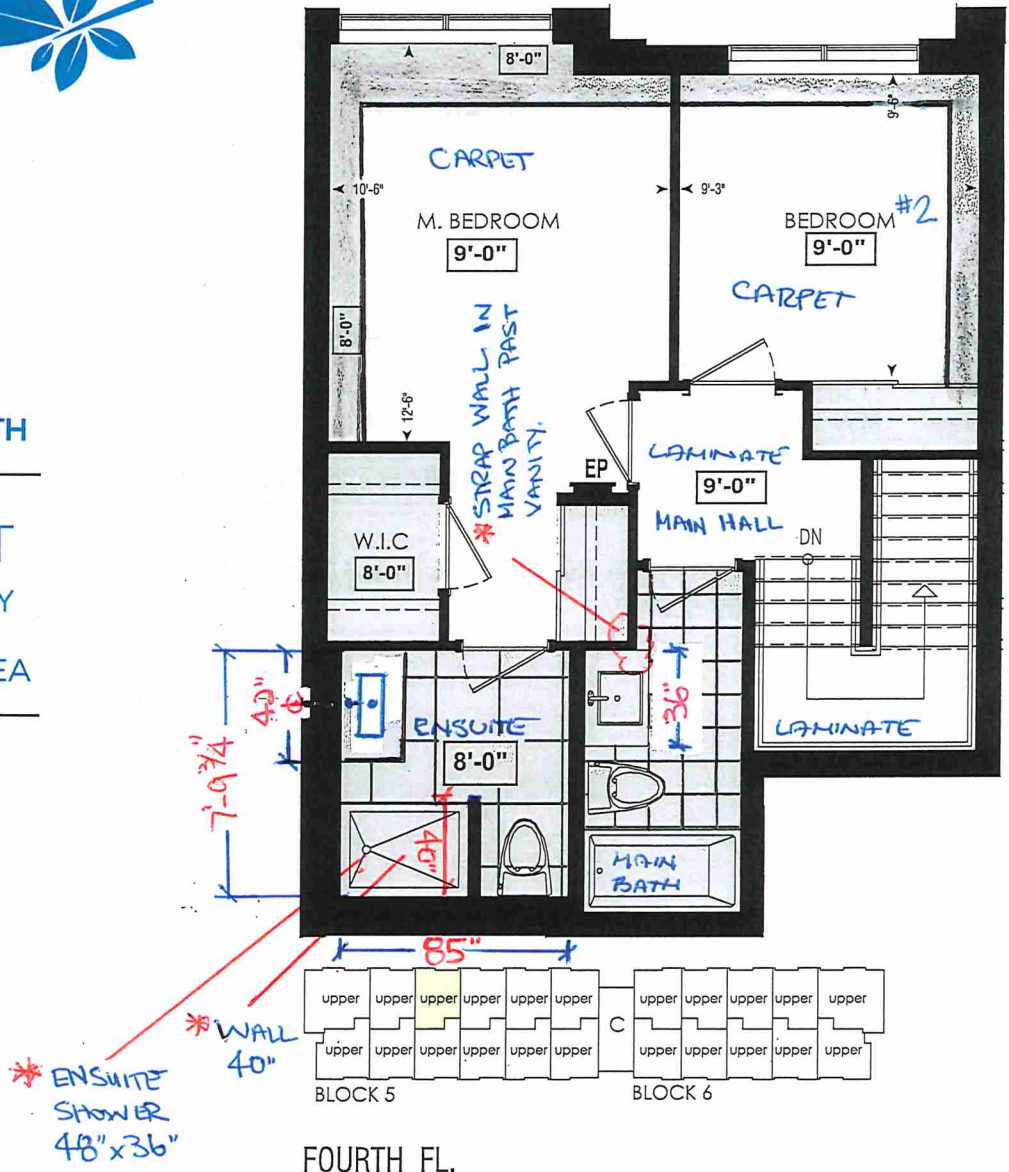 8'-0"
9'-6"
CARPET
10'-6"
9'-3"
M. BEDROOM
9'-0"
BEDROOM #2
9'-0"
CARPET
8'-0"
12'-6"
* STRAP WALL IN
MAIN BATH PAST
VANITY.
EP
LAMINATE
9'-0"
MAIN HALL
DN
W.I.C
8'-0"
TH
T
Y
EA
7'-9 3/4"
36"
ENSUITE
8'-0"
LAMINATE
40"
MAIN
BATH
85"
* WALL
40"
* ENSUITE
SHOWER
48"x36"
upper upper upper upper upper upper
upper upper upper upper upper
C
upper upper upper upper upper upper
upper upper upper upper upper
BLOCK 5
BLOCK 6
FOURTH FL.